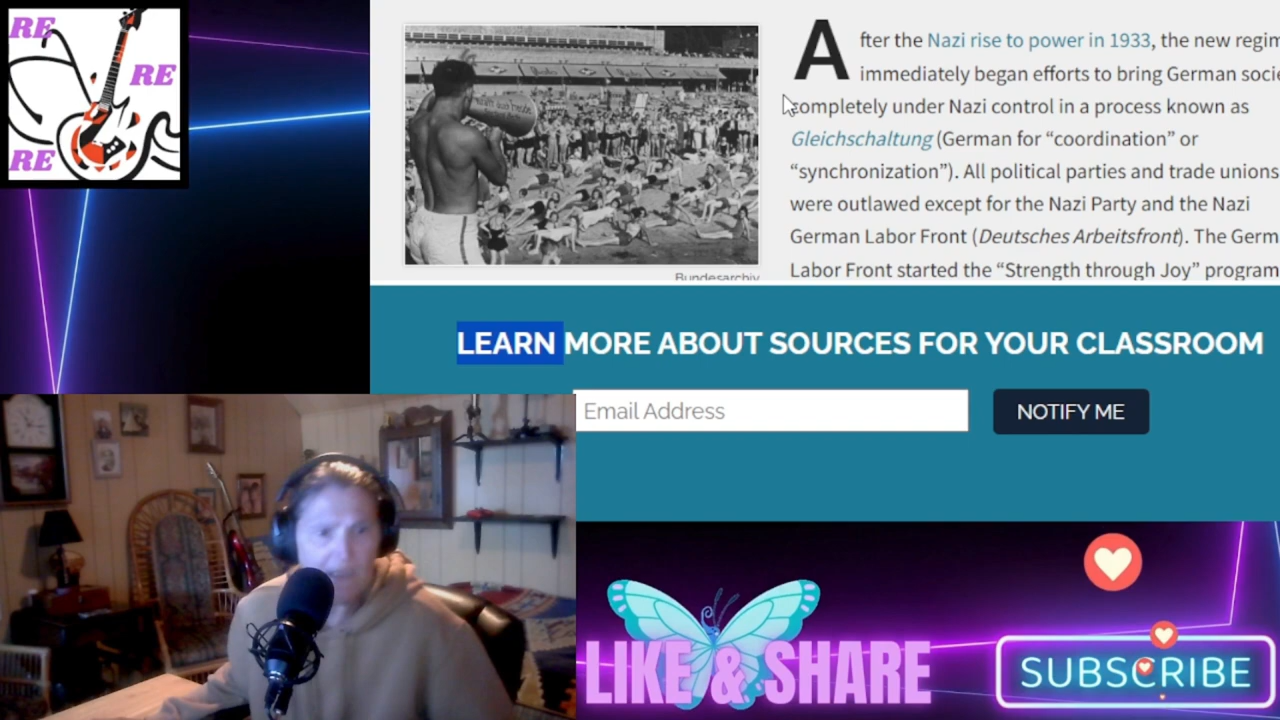 RE
RE
RE
After the Nazi rise to power in 1933, the new regim
immediately began efforts to bring German socie
completely under Nazi control in a process known as
Gleichschaltung (German for “coordination” or
“synchronization”). All political parties and trade unions
were outlawed except for the Nazi Party and the Nazi
German Labor Front (Deutsches Arbeitsfront). The Germ
Labor Front started the “Strength through Joy” program
Bundesarchiv
LEARN MORE ABOUT SOURCES FOR YOUR CLASSROOM
Email Address
NOTIFY ME
LIKE & SHARE
SUBSCRIBE